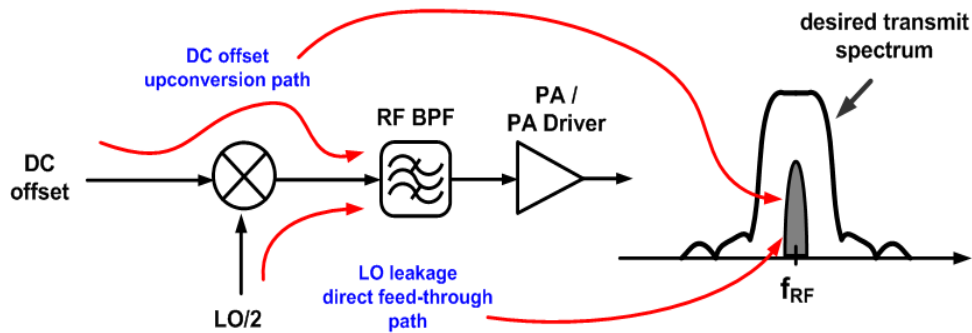 DC offset
upconversion path
desired transmit
spectrum
RF BPF
PA /
PA Driver
DC
offset
LO/2
LO leakage
direct feed-through
path
fRF